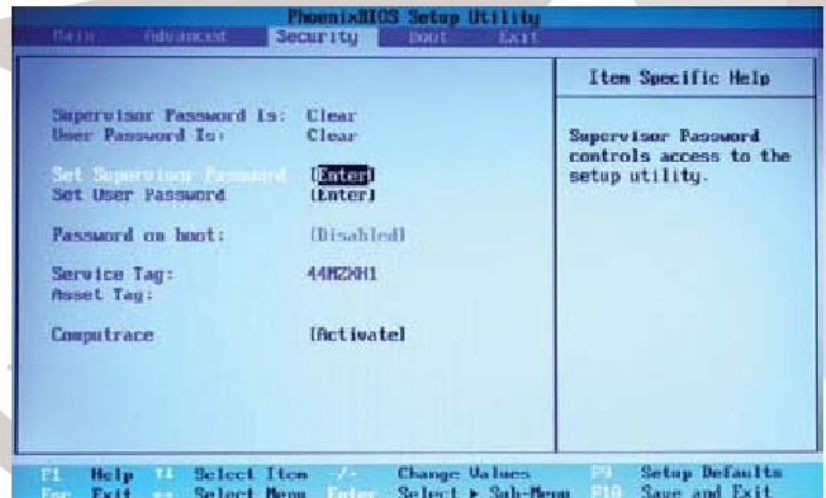 PhoenixBIOS Setup Utility
Main Advanced Security Boot Exit
Item Specific Help
Supervisor Password Is: Clear
User Password Is: Clear
Set Supervisor Password [Enter]
Set User Password [Enter]
Password on boot: [Disabled]
Service Tag:
Asset Tag:
Computrace [Activate]
Supervisor Password
controls access to the
setup utility.
F1 Help ↑↓ Select Item -/+ Change Values F9 Setup Defaults
Esc Exit ↔ Select Menu Enter Select ▶ Sub-Menu F10 Save and Exit